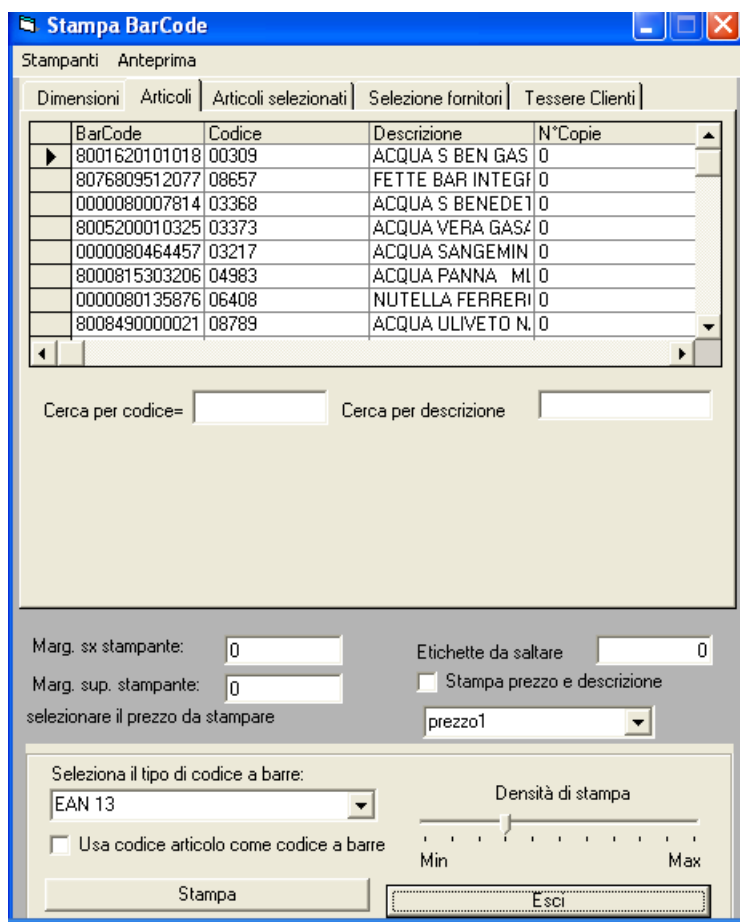 Stampa BarCode
Stampanti Anteprima
Dimensioni Articoli Articoli selezionati Selezione fornitori Tessere Clienti
BarCode Codice Descrizione N°Copie
8001620101018 00309 ACQUA S BEN GAS 0
8076809512077 08657 FETTE BAR INTEGF 0
0000080007814 03368 ACQUA S BENEDET 0
8005200010325 03373 ACQUA VERA GASA 0
0000080464457 03217 ACQUA SANGEMIN 0
8000815303206 04983 ACQUA PANNA 0
0000080135876 06408 NUTELLA FERRER 0
8008490000021 08789 ACQUA ULIVETO N. 0
Cerca per codice= Cerca per descrizione
Marg. sx stampante: 0 Etichette da saltare 0
Marg. sup. stampante: 0 Stampa prezzo e descrizione
selezionare il prezzo da stampare prezzo1
Seleziona il tipo di codice a barre:
EAN 13 Densità di stampa
Usa codice articolo come codice a barre Min Max
Stampa Esci